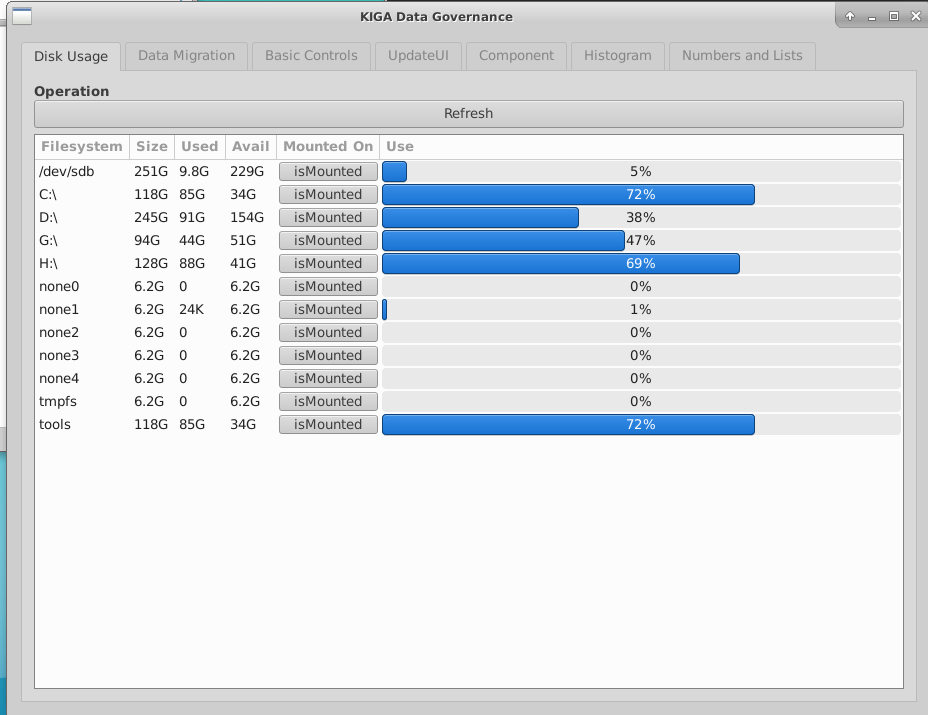 KIGA Data Governance
Disk Usage Data Migration Basic Controls UpdateUI Component Histogram Numbers and Lists
Operation
Refresh
Filesystem Size Used Avail Mounted On Use
/dev/sdb 251G 9.8G 229G isMounted 5%
C:\ 118G 85G 34G isMounted 72%
D:\ 245G 91G 154G isMounted 38%
G:\ 94G 44G 51G isMounted 47%
H:\ 128G 88G 41G isMounted 69%
none0 6.2G 0 6.2G isMounted 0%
none1 6.2G 24K 6.2G isMounted 1%
none2 6.2G 0 6.2G isMounted 0%
none3 6.2G 0 6.2G isMounted 0%
none4 6.2G 0 6.2G isMounted 0%
tmpfs 6.2G 0 6.2G isMounted 0%
tools 118G 85G 34G isMounted 72%